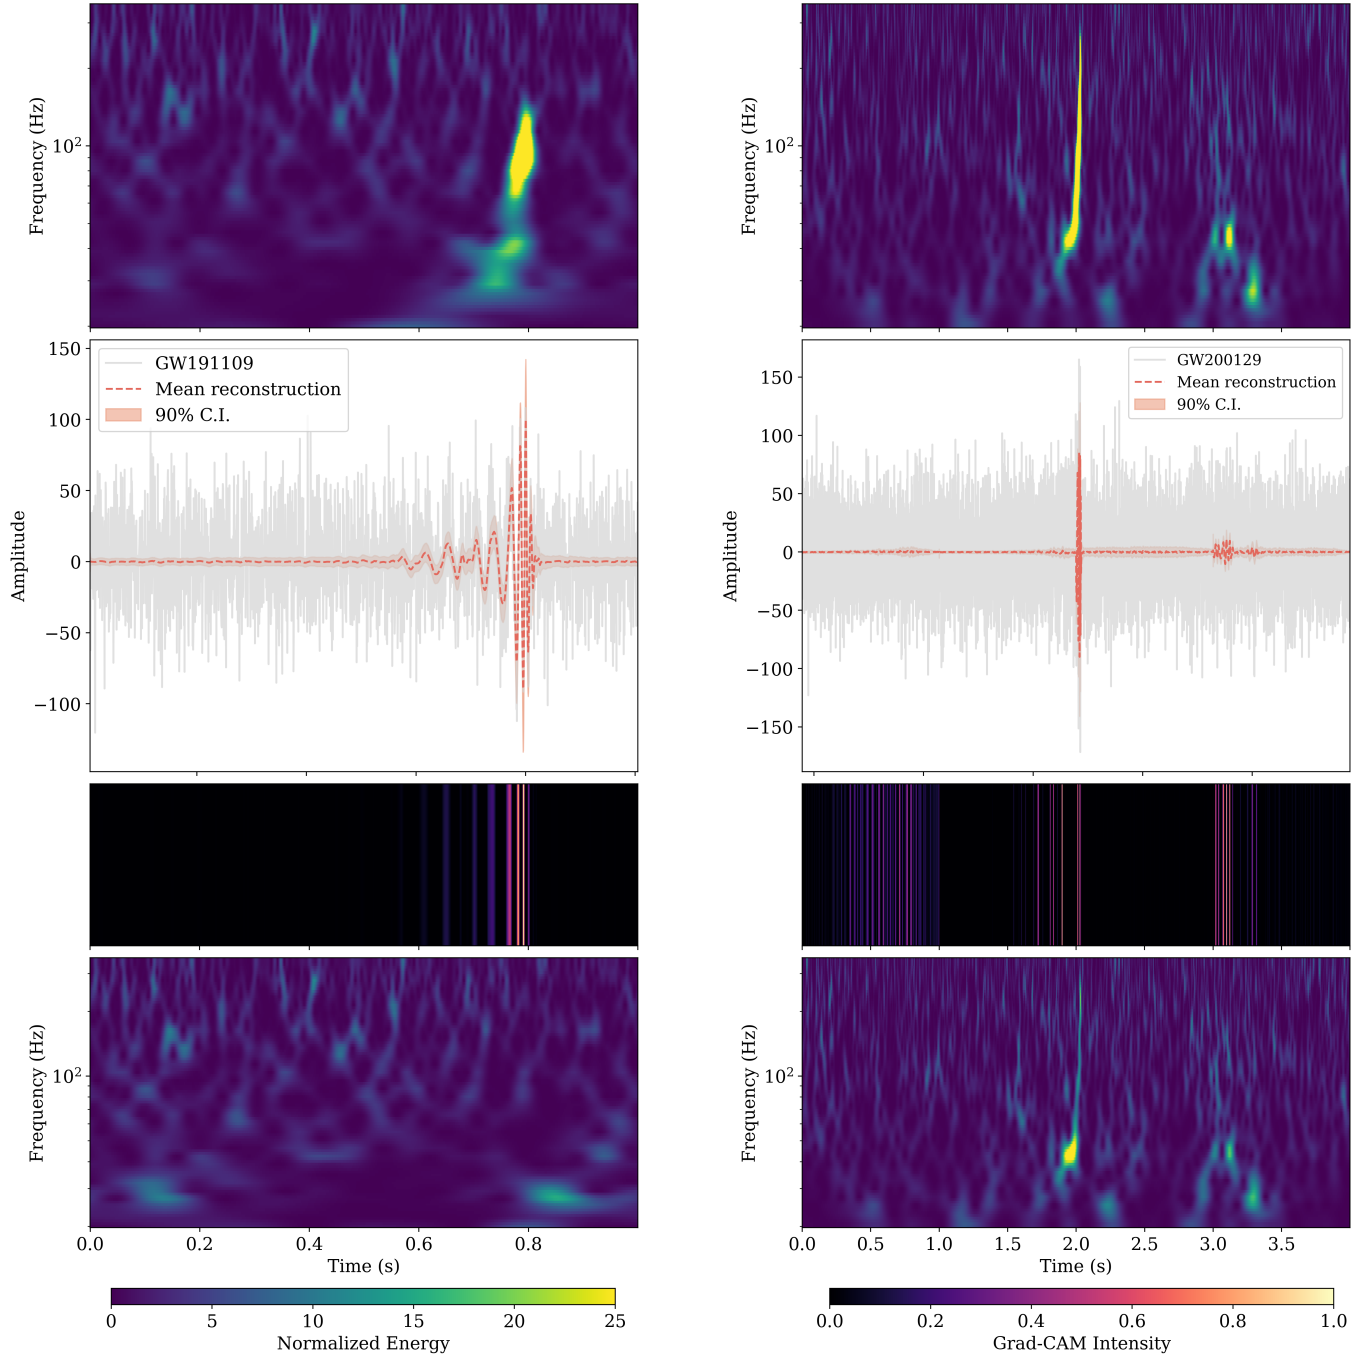 Frequency (Hz)
10²
Frequency (Hz)
10²
Amplitude
150
100
50
0
−50
−100
GW191109
Mean reconstruction
90% C.I.
Amplitude
150
100
50
0
−50
−100
−150
GW200129
Mean reconstruction
90% C.I.
Frequency (Hz)
10²
0.0 0.2 0.4 0.6 0.8
Time (s)
Frequency (Hz)
10²
0.0 0.5 1.0 1.5 2.0 2.5 3.0 3.5
Time (s)
0 5 10 15 20 25
Normalized Energy
0.0 0.2 0.4 0.6 0.8 1.0
Grad-CAM Intensity